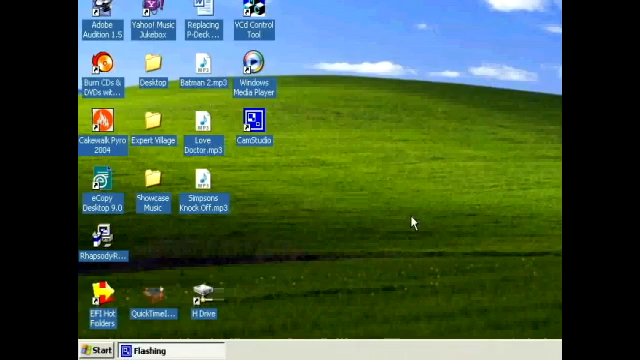 Adobe
Audition 1.5
Yahoo! Music
Jukebox
Replacing
P-Deck ...
VCd Control
Tool
Burn CDs &
DVDs wit...
Desktop
Batman 2.mp3
Windows
Media Player
Cakewalk Pyro
2004
Expert Village
Love
Doctor.mp3
CamStudio
eCopy
Desktop 9.0
Showcase
Music
Simpsons
Knock Off.mp3
RhapsodyR...
EFI Hot
Folders
QuickTimeI...
H Drive
Start
Flashing